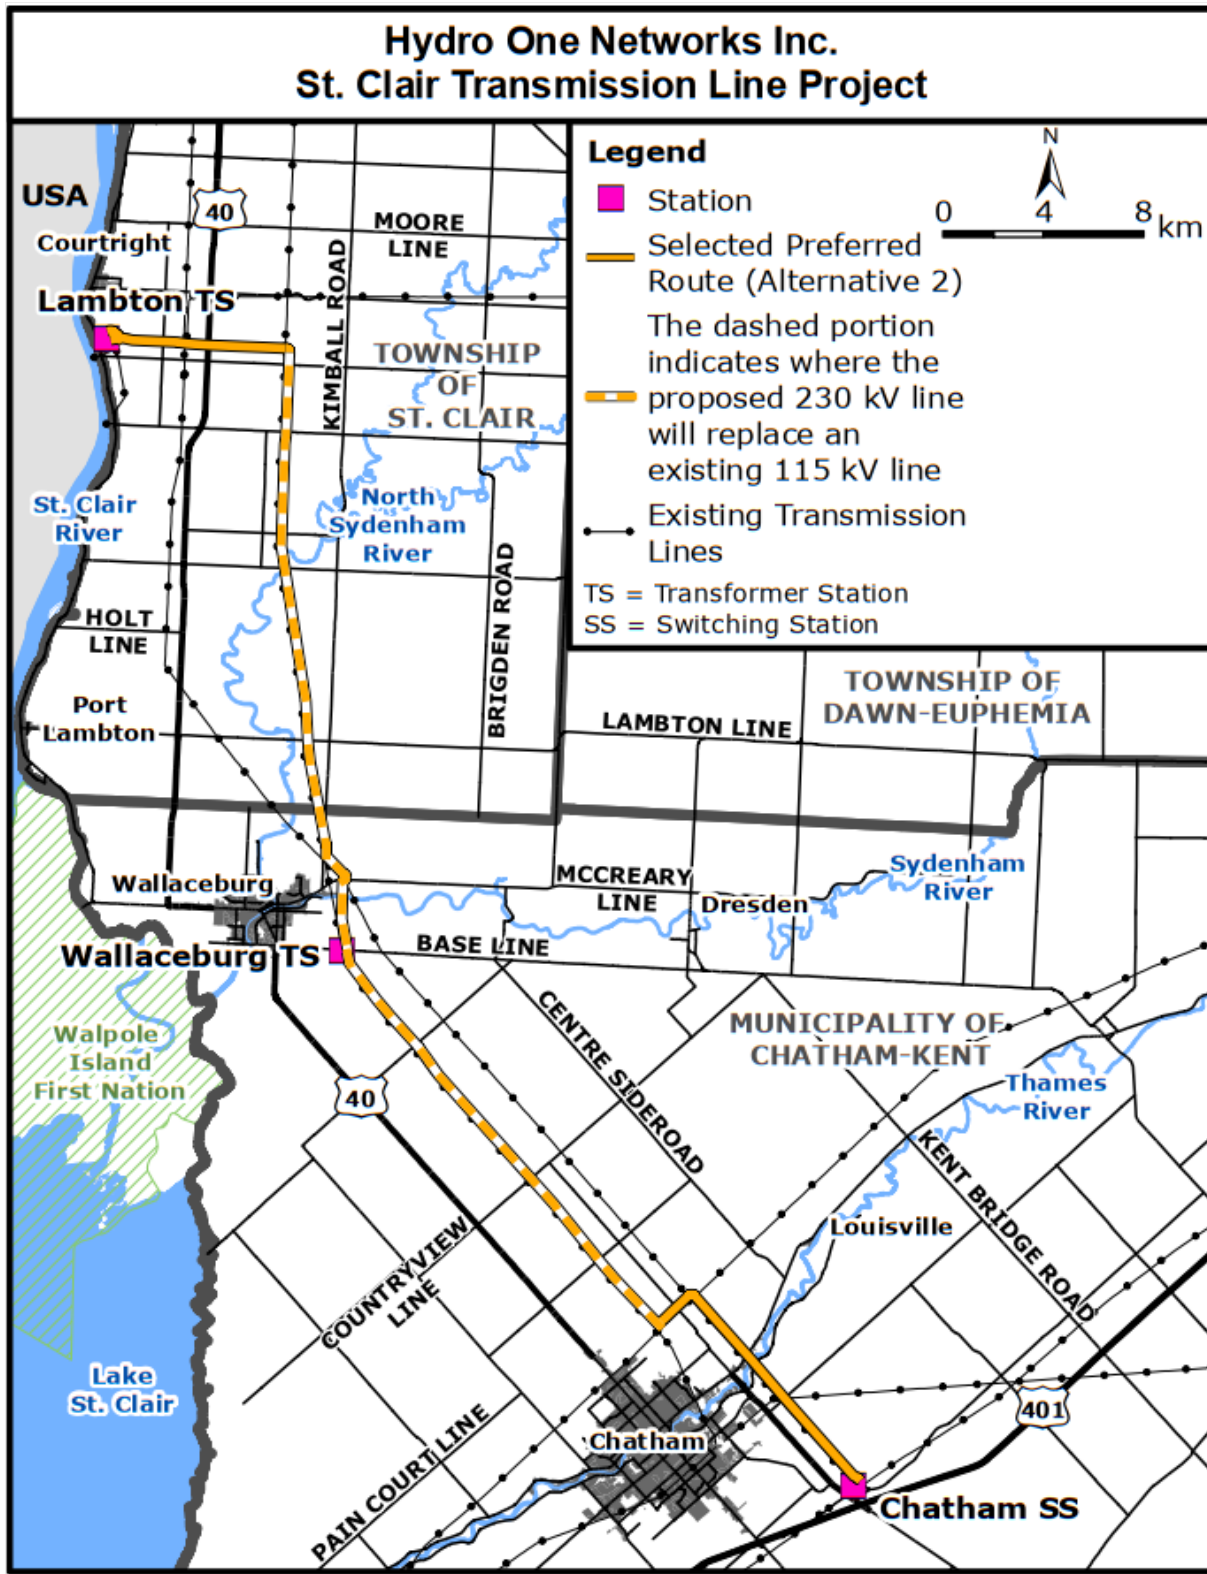 Hydro One Networks Inc.
St. Clair Transmission Line Project
Legend
Station
Selected Preferred
Route (Alternative 2)
The dashed portion
indicates where the
proposed 230 kV line
will replace an
existing 115 kV line
Existing Transmission
Lines
TS = Transformer Station
SS = Switching Station
N
0 4 8 km
USA
40
Courtright
MOORE
LINE
KIMBALL ROAD
Lambton TS
TOWNSHIP
OF
ST. CLAIR
St. Clair
River
North
Sydenham
River
BRIGDEN ROAD
HOLT
LINE
Port
Lambton
TOWNSHIP OF
DAWN-EUPHEMIA
LAMBTON LINE
Wallaceburg
MCCREARY
LINE
Dresden
Sydenham
River
Wallaceburg TS
BASE LINE
CENTRE SIDEROAD
MUNICIPALITY OF
CHATHAM-KENT
Walpole
Island
First Nation
40
Thames
River
KENT BRIDGE ROAD
Louisville
COUNTRYVIEW
LINE
Lake
St. Clair
PAIN COURT LINE
Chatham
401
Chatham SS